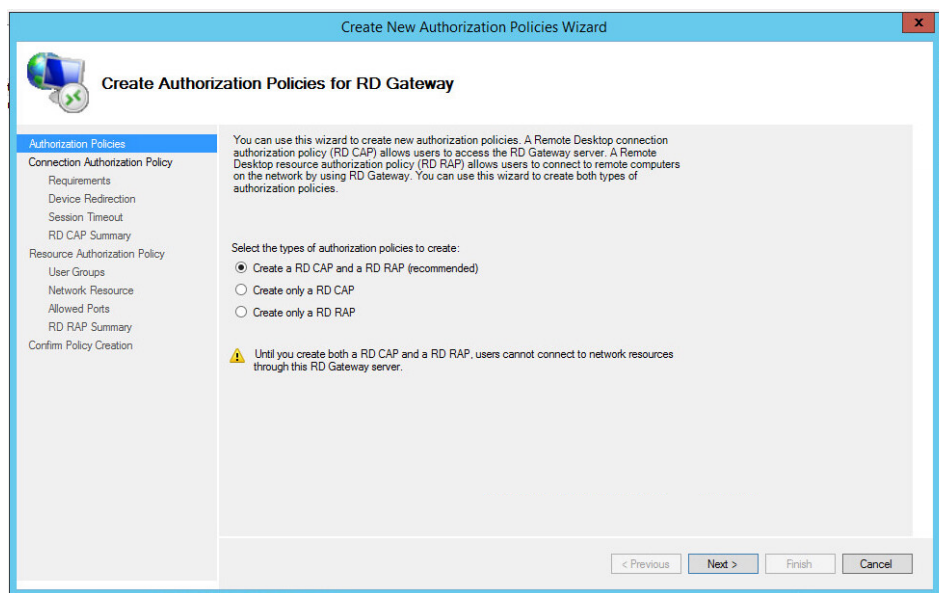 Create New Authorization Policies Wizard
x
Create Authorization Policies for RD Gateway
Authorization Policies
Connection Authorization Policy
Requirements
Device Redirection
Session Timeout
RD CAP Summary
Resource Authorization Policy
User Groups
Network Resource
Allowed Ports
RD RAP Summary
Confirm Policy Creation
You can use this wizard to create new authorization policies. A Remote Desktop connection
authorization policy (RD CAP) allows users to access the RD Gateway server. A Remote
Desktop resource authorization policy (RD RAP) allows users to connect to remote computers
on the network by using RD Gateway. You can use this wizard to create both types of
authorization policies.
Select the types of authorization policies to create:
Create a RD CAP and a RD RAP (recommended)
Create only a RD CAP
Create only a RD RAP
Until you create both a RD CAP and a RD RAP, users cannot connect to network resources
through this RD Gateway server.
< Previous
Next >
Finish
Cancel